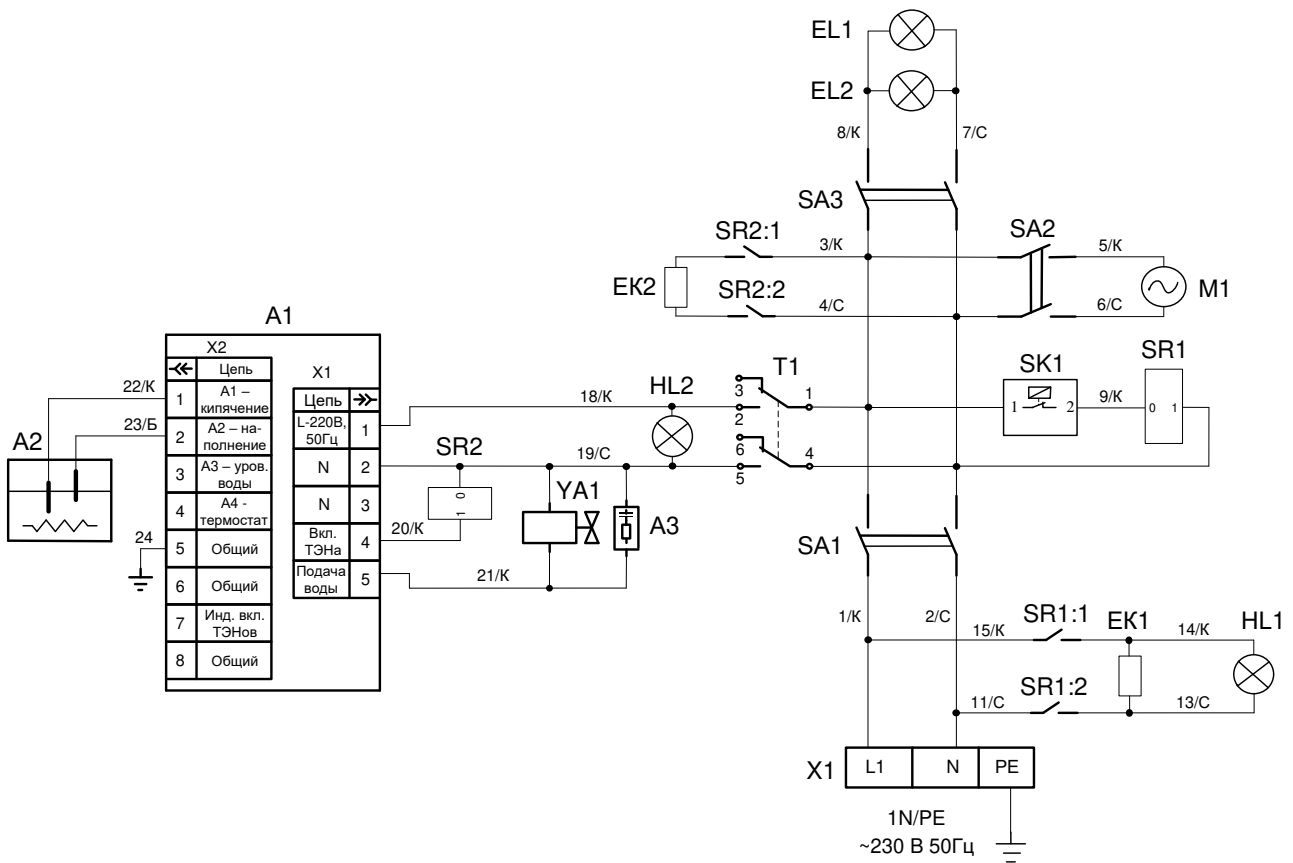 EL1
EL2
8/К
7/С
SA3
SR2:1
3/К
SA2
5/К
EK2
SR2:2
4/С
6/С
M1
A1
X2
Цепь
1
A1 – кипячение
2
A2 – на-
полнение
3
A3 – уров.
воды
4
A4 -
термостат
5
Общий
6
Общий
7
Инд. вкл.
ТЭНов
8
Общий
X1
Цепь
L-220В,
50Гц
1
N
2
N
3
Вкл.
ТЭНа
4
Подача
воды
5
22/К
23/Б
A2
24
18/К
HL2
T1
3
2
1
6
5
4
19/С
SR2
1 0
20/К
YA1
A3
21/К
SK1
1
2
9/К
SR1
0
1
SA1
1/К
2/С
15/К
SR1:1
EK1
14/К
HL1
11/С
SR1:2
13/С
X1
L1
N
PE
1N/PE
~230 В 50Гц